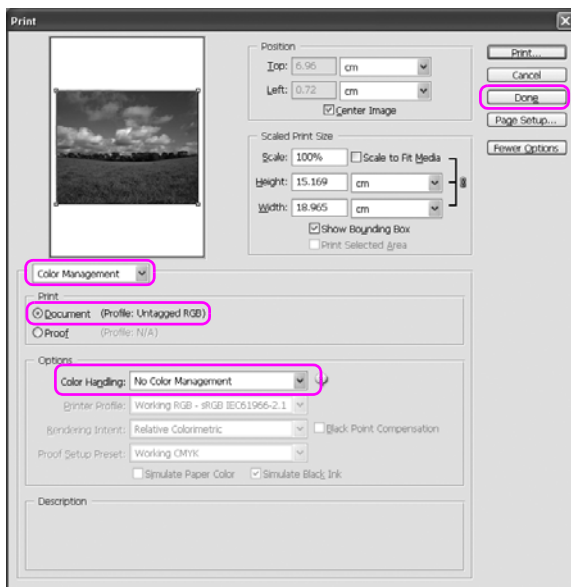 Print
Position
Top: 6.96 cm
Left: 0.72 cm
Center Image
Print...
Cancel
Done
Page Setup...
Fewer Options
Scaled Print Size
Scale: 100% Scale to Fit Media
Height: 15.169 cm
Width: 18.965 cm
Show Bounding Box
Print Selected Area
Color Management
Print
Document (Profile: Untagged RGB)
Proof (Profile: N/A)
Options
Color Handling: No Color Management
Printer Profile: Working RGB - sRGB IEC61966-2.1
Rendering Intent: Relative Colorimetric Black Point Compensation
Proof Setup Preset: Working CMYK
Simulate Paper Color Simulate Black Ink
Description